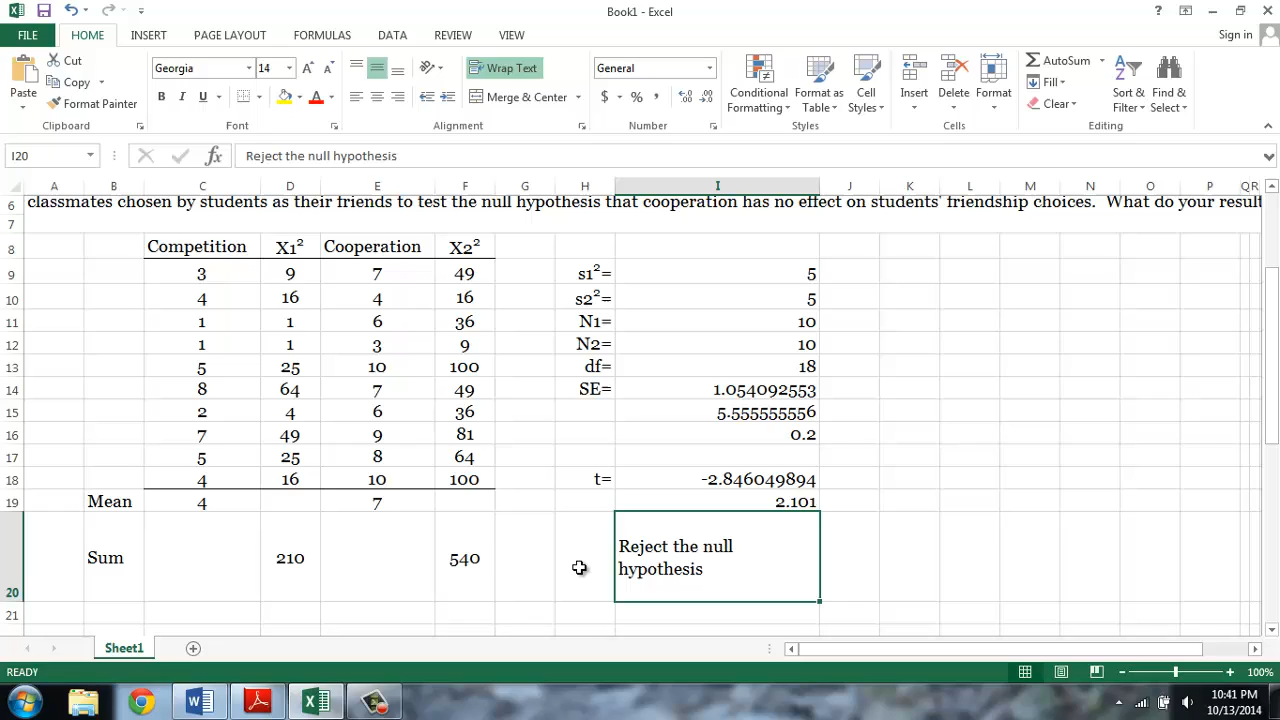 Book1 - Excel
?
FILE HOME INSERT PAGE LAYOUT FORMULAS DATA REVIEW VIEW Sign in
Paste Cut Copy Format Painter
Clipboard
Georgia 14
B I U A
Font
Wrap Text
Merge & Center
Alignment
General
$ % ,
Number
Conditional Formatting Format as Table Cell Styles
Styles
Insert Delete Format
Cells
AutoSum Fill Clear
Sort & Filter Find & Select
Editing
I20 fx Reject the null hypothesis
A B C D E F G H I J K L M N O P Q R
6 classmates chosen by students as their friends to test the null hypothesis that cooperation has no effect on students' friendship choices. What do your result
7
8 Competition X1² Cooperation X2²
9 3 9 7 49 s1²= 5
10 4 16 4 16 s2²= 5
11 1 1 6 36 N1= 10
12 1 1 3 9 N2= 10
13 5 25 10 100 df= 18
14 8 64 7 49 SE= 1.054092553
15 2 4 6 36 5.555555556
16 7 49 9 81 0.2
17 5 25 8 64
18 4 16 10 100 t= -2.846049894
19 Mean 4 7 2.101
20 Sum 210 540 Reject the null
hypothesis
21
Sheet1
READY 100%
10:41 PM
10/13/2014